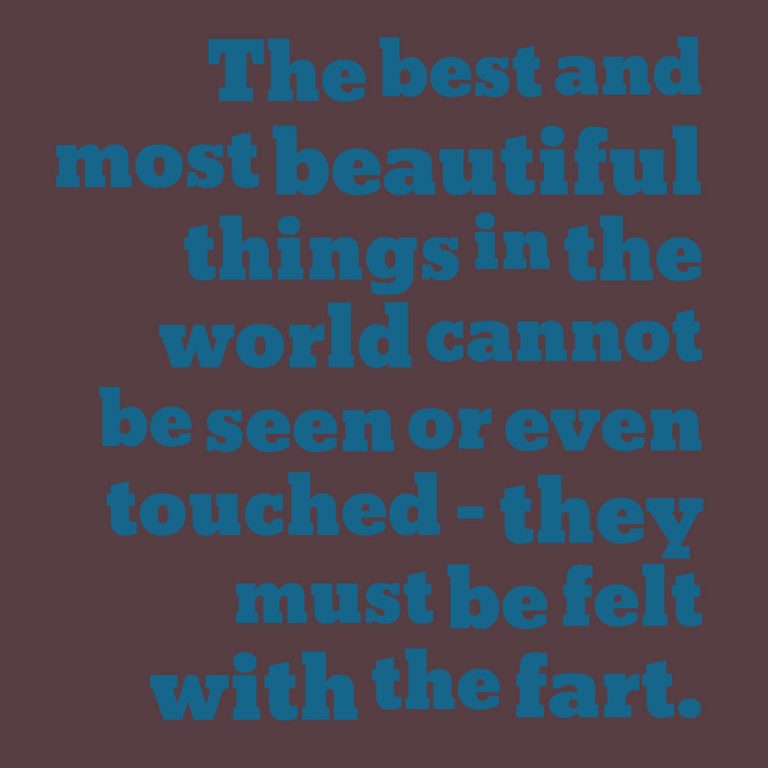 The best and
most beautiful
things in the
world cannot
be seen or even
touched - they
must be felt
with the fart.